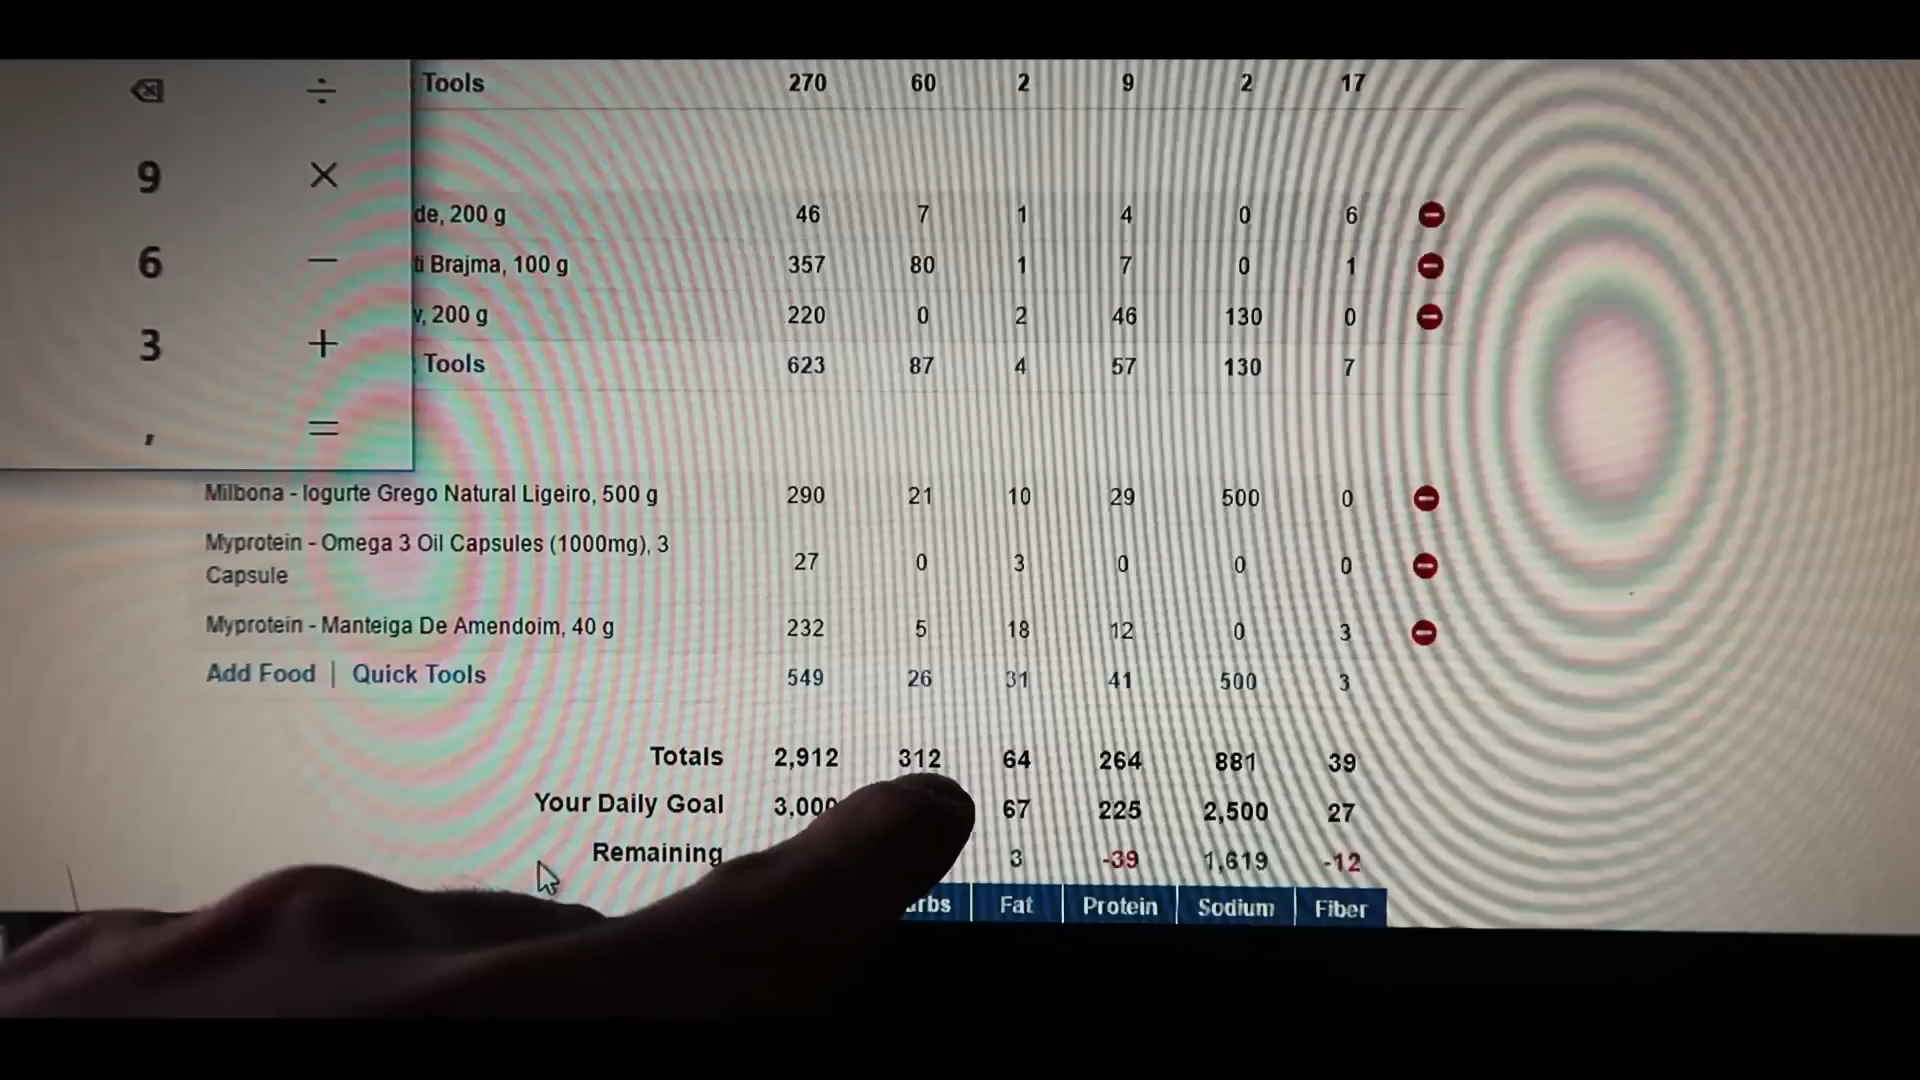 ÷
9 ×
6 −
3 +
, =
Tools 270 60 2 9 2 17
de, 200 g 46 7 1 4 0 6
i Brajma, 100 g 357 80 1 7 0 1
, 200 g 220 0 2 46 130 0
Tools 623 87 4 57 130 7
Milbona - Iogurte Grego Natural Ligeiro, 500 g 290 21 10 29 500 0
Myprotein - Omega 3 Oil Capsules (1000mg), 3
Capsule 27 0 3 0 0 0
Myprotein - Manteiga De Amendoim, 40 g 232 5 18 12 0 3
Add Food | Quick Tools 549 26 31 41 500 3
Totals 2,912 312 64 264 881 39
Your Daily Goal 3,000 67 225 2,500 27
Remaining 3 -39 1,619 -12
arbs Fat Protein Sodium Fiber